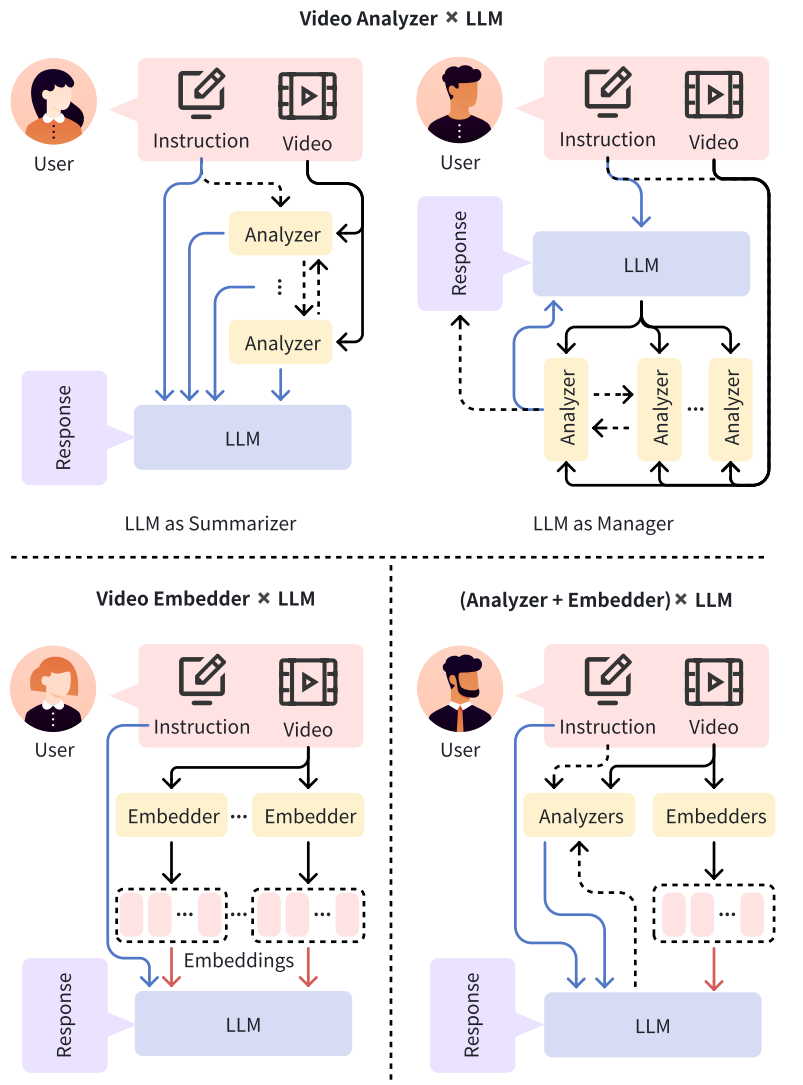 Video Analyzer × LLM
User
Instruction
Video
Analyzer
Analyzer
Response
LLM
LLM as Summarizer
User
Instruction
Video
Response
LLM
Analyzer
Analyzer
...
Analyzer
LLM as Manager
Video Embedder × LLM
User
Instruction
Video
Embedder ... Embedder
... ... ...
Embeddings
Response
LLM
(Analyzer + Embedder) × LLM
User
Instruction
Video
Analyzers
Embedders
...
Response
LLM